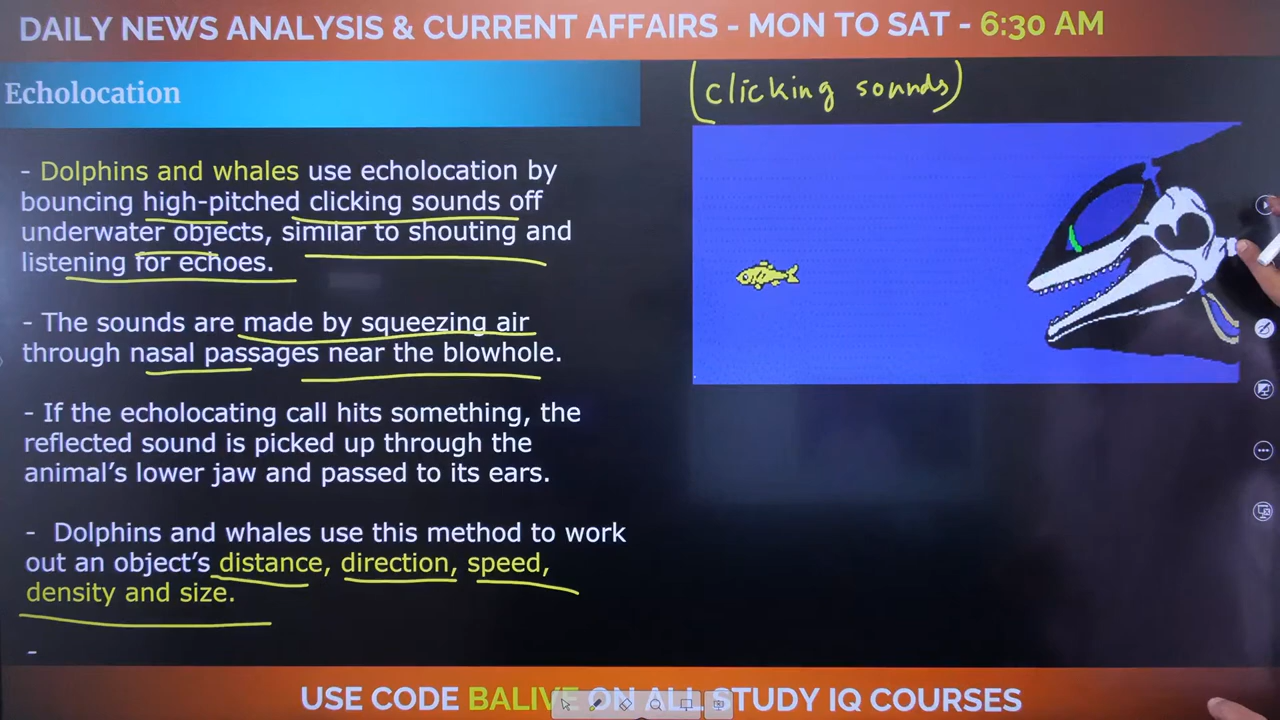 DAILY NEWS ANALYSIS & CURRENT AFFAIRS - MON TO SAT - 6:30 AM
Echolocation
(clicking sounds)
- Dolphins and whales use echolocation by
bouncing high-pitched clicking sounds off
underwater objects, similar to shouting and
listening for echoes.
- The sounds are made by squeezing air
through nasal passages near the blowhole.
- If the echolocating call hits something, the
reflected sound is picked up through the
animal's lower jaw and passed to its ears.
- Dolphins and whales use this method to work
out an object's distance, direction, speed,
density and size.
-
USE CODE BALIVE ON ALL STUDY IQ COURSES